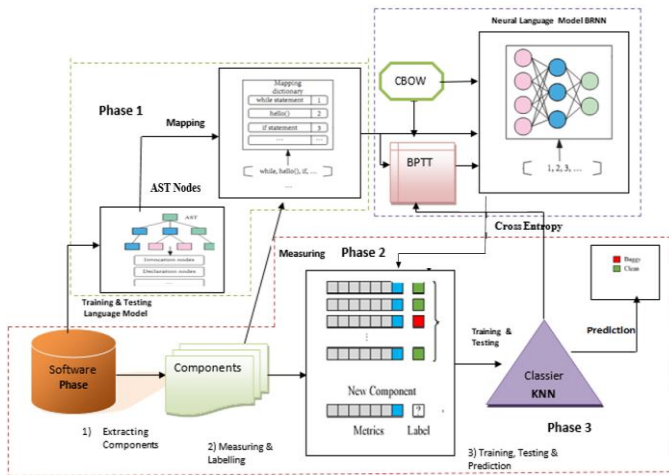 Neural Language Model BRNN
CBOW
Mapping
dictionary
while statement 1
hello() 2
if statement 3
... ...
while, hello(), if, ...
...
Phase 1
Mapping
AST Nodes
BPTT
1, 2, 3, ...
AST
Invocation nodes
Declaration nodes
...
Training & Testing
Language Model
Measuring
Phase 2
Cross Entropy
Buggy
Clean
Software
Phase
Components
Training &
Testing
Prediction
Classier
KNN
New Component
?
Metrics Label
Phase 3
1) Extracting
Components
2) Measuring &
Labelling
3) Training, Testing &
Prediction